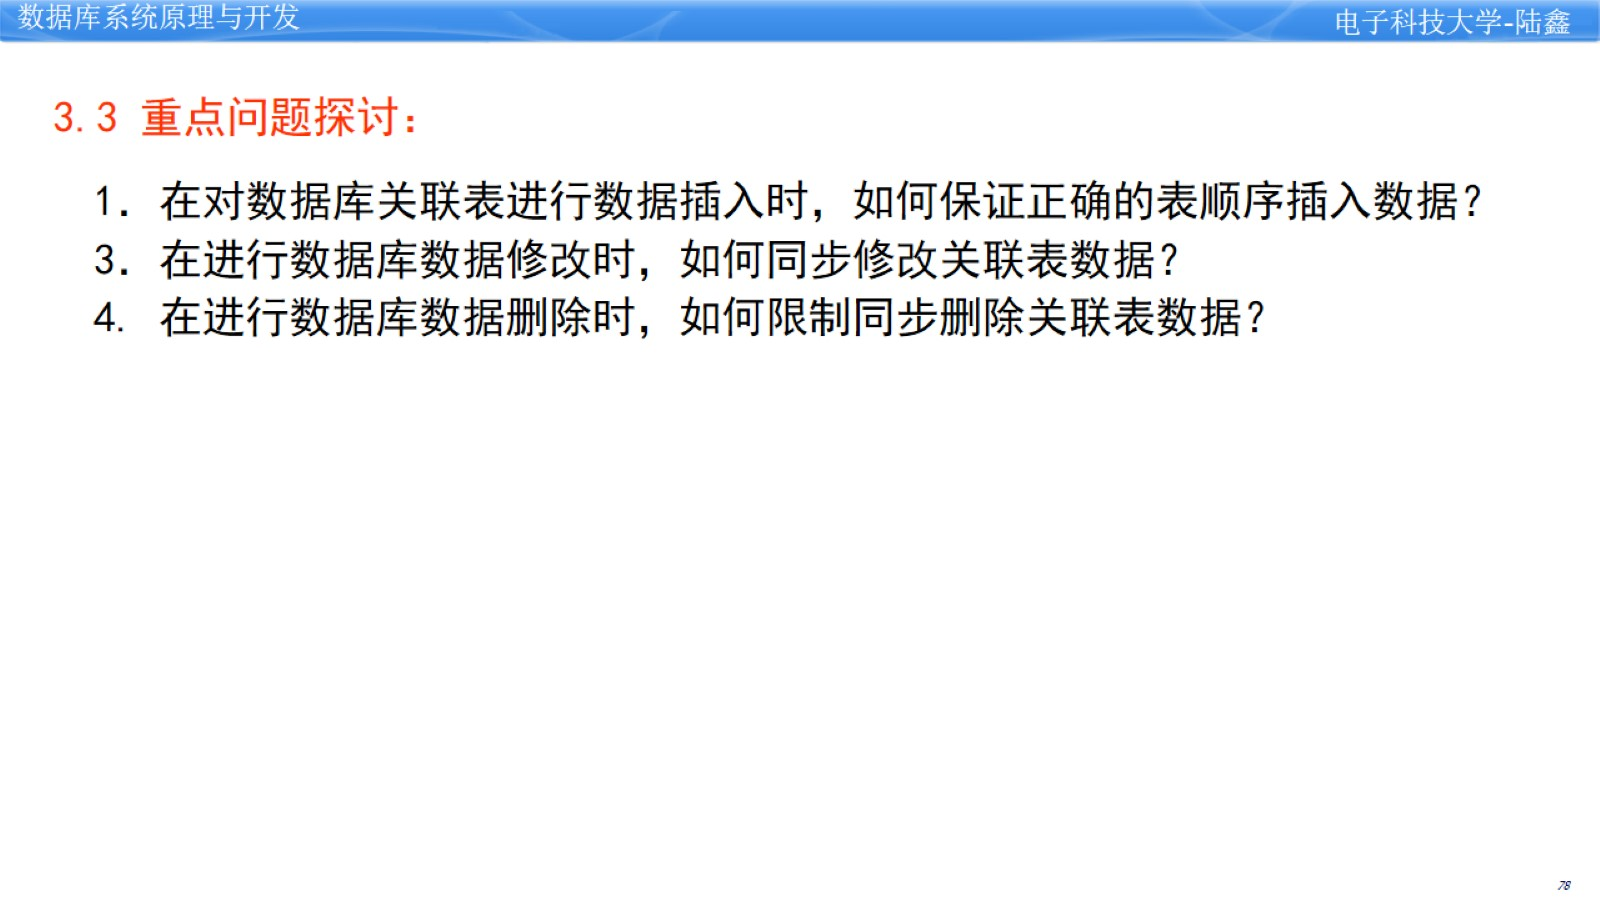 数据库系统原理与开发
电子科技大学-陆鑫
3.3 重点问题探讨：
1. 在对数据库关联表进行数据插入时，如何保证正确的表顺序插入数据？
3. 在进行数据库数据修改时，如何同步修改关联表数据？
4. 在进行数据库数据删除时，如何限制同步删除关联表数据？
78